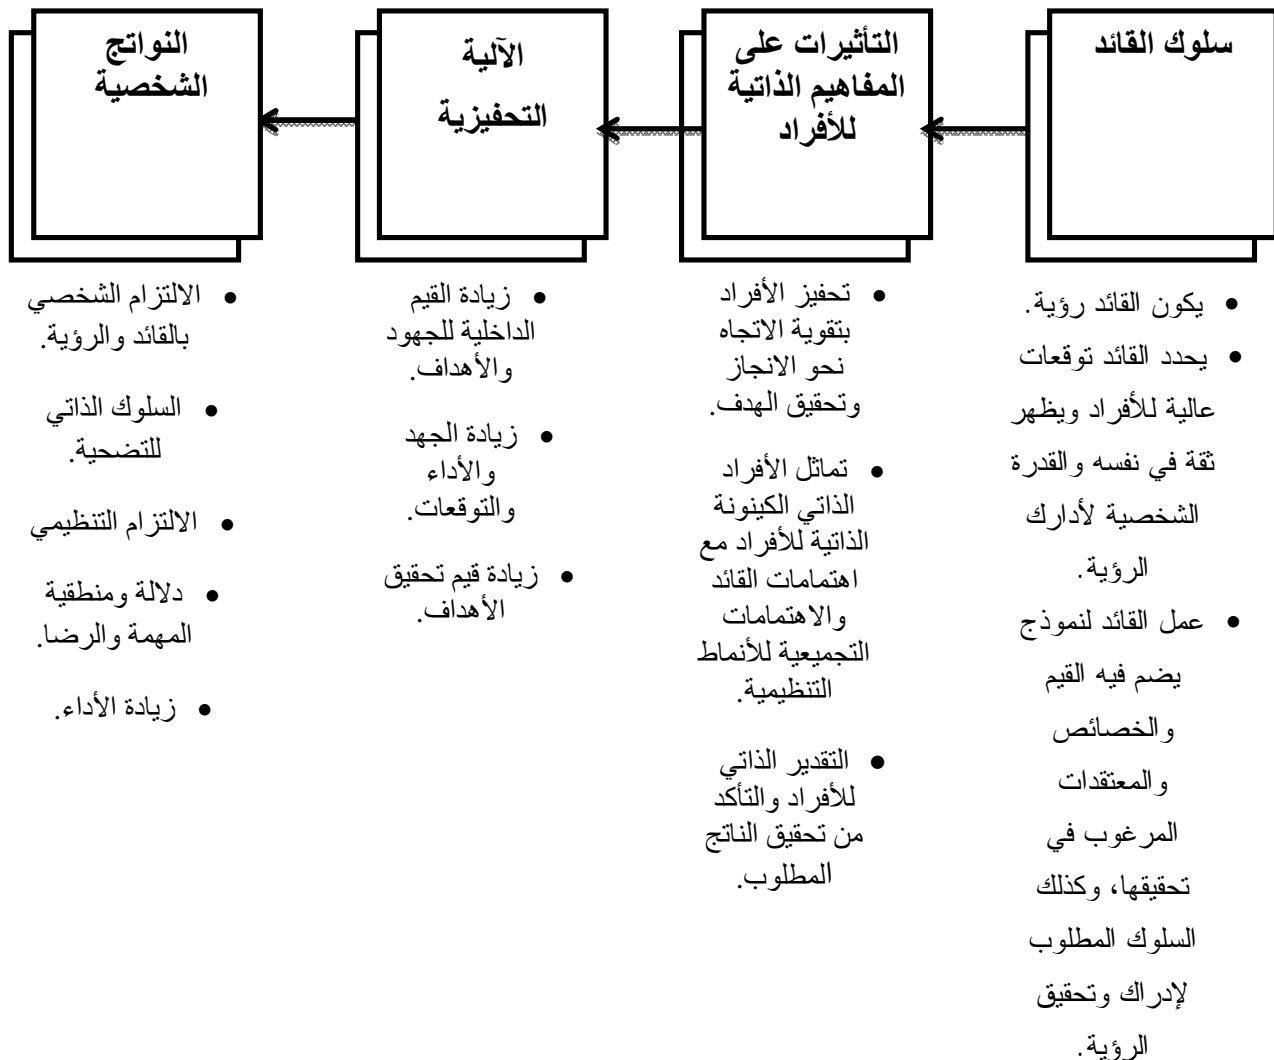 سلوك القائد
• يكون القائد رؤية.
• يحدد القائد توقعات
عالية للأفراد ويظهر
ثقة في نفسه والقدرة
الشخصية لأدارك
الرؤية.
• عمل القائد لنموذج
يضم فيه القيم
والخصائص
والمعتقدات
المرغوب في
تحقيقها، وكذلك
السلوك المطلوب
لإدراك وتحقيق
الرؤية.
التأثيرات على
المفاهيم الذاتية
للأفراد
• تحفيز الأفراد
بتقوية الاتجاه
نحو الانجاز
وتحقيق الهدف.
• تماثل الأفراد
الذاتي الكينونة
الذاتية للأفراد مع
اهتمامات القائد
والاهتمامات
التجميعية للأنماط
التنظيمية.
• التقدير الذاتي
للأفراد والتأكد
من تحقيق الناتج
المطلوب.
الآلية
التحفيزية
• زيادة القيم
الداخلية للجهود
والأهداف.
• زيادة الجهد
والأداء
والتوقعات.
• زيادة قيم تحقيق
الأهداف.
النواتج
الشخصية
• الالتزام الشخصي
بالقائد والرؤية.
• السلوك الذاتي
للتضحية.
• الالتزام التنظيمي
• دلالة ومنطقية
المهمة والرضا.
• زيادة الأداء.